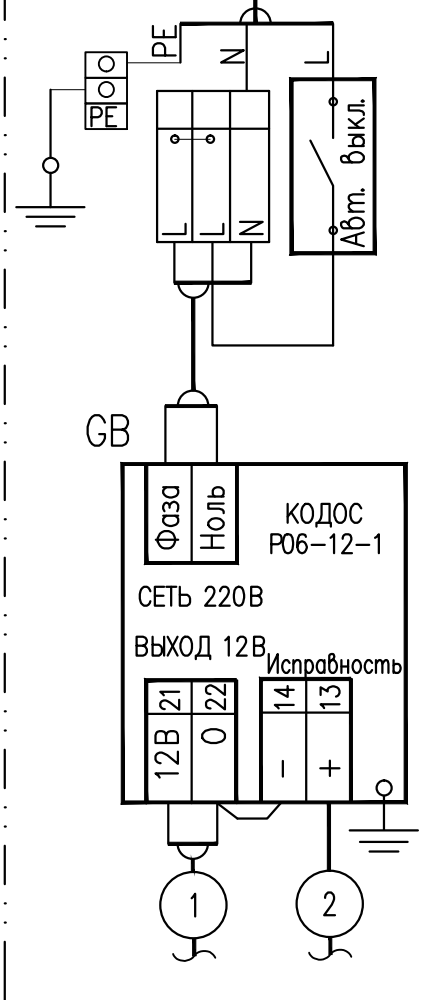 PE
N
L
PE
L
L
N
Авт. выкл.
GB
Фаза
Ноль
КОДОС
Р06-12-1
СЕТЬ 220В
ВЫХОД 12В
Исправность
21
22
14
13
12В
0
-
+
1
2